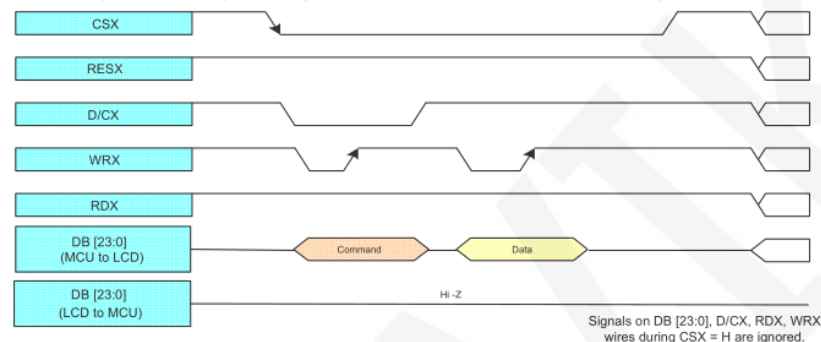 CSX
RESX
D/CX
WRX
RDX
DB [23:0]
(MCU to LCD)
Command
Data
DB [23:0]
(LCD to MCU)
Hi -Z
Signals on DB [23:0], D/CX, RDX, WRX
wires during CSX = H are ignored.